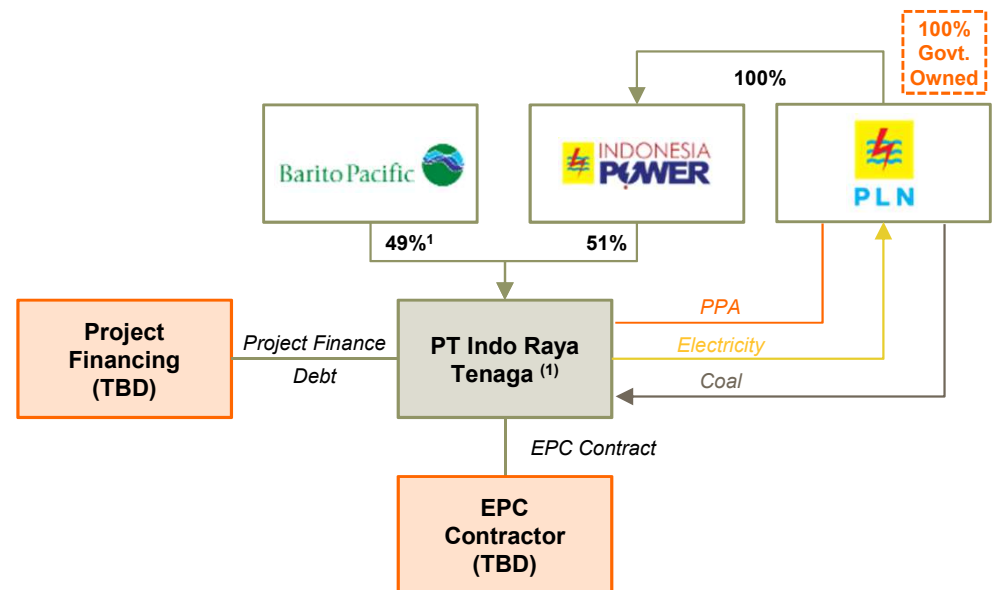 100%
Govt.
Owned
100%
Barito Pacific
INDONESIA
POWER
PLN
49%¹
51%
PPA
Electricity
Coal
Project
Financing
(TBD)
Project Finance
Debt
PT Indo Raya
Tenaga ⁽¹⁾
EPC Contract
EPC
Contractor
(TBD)